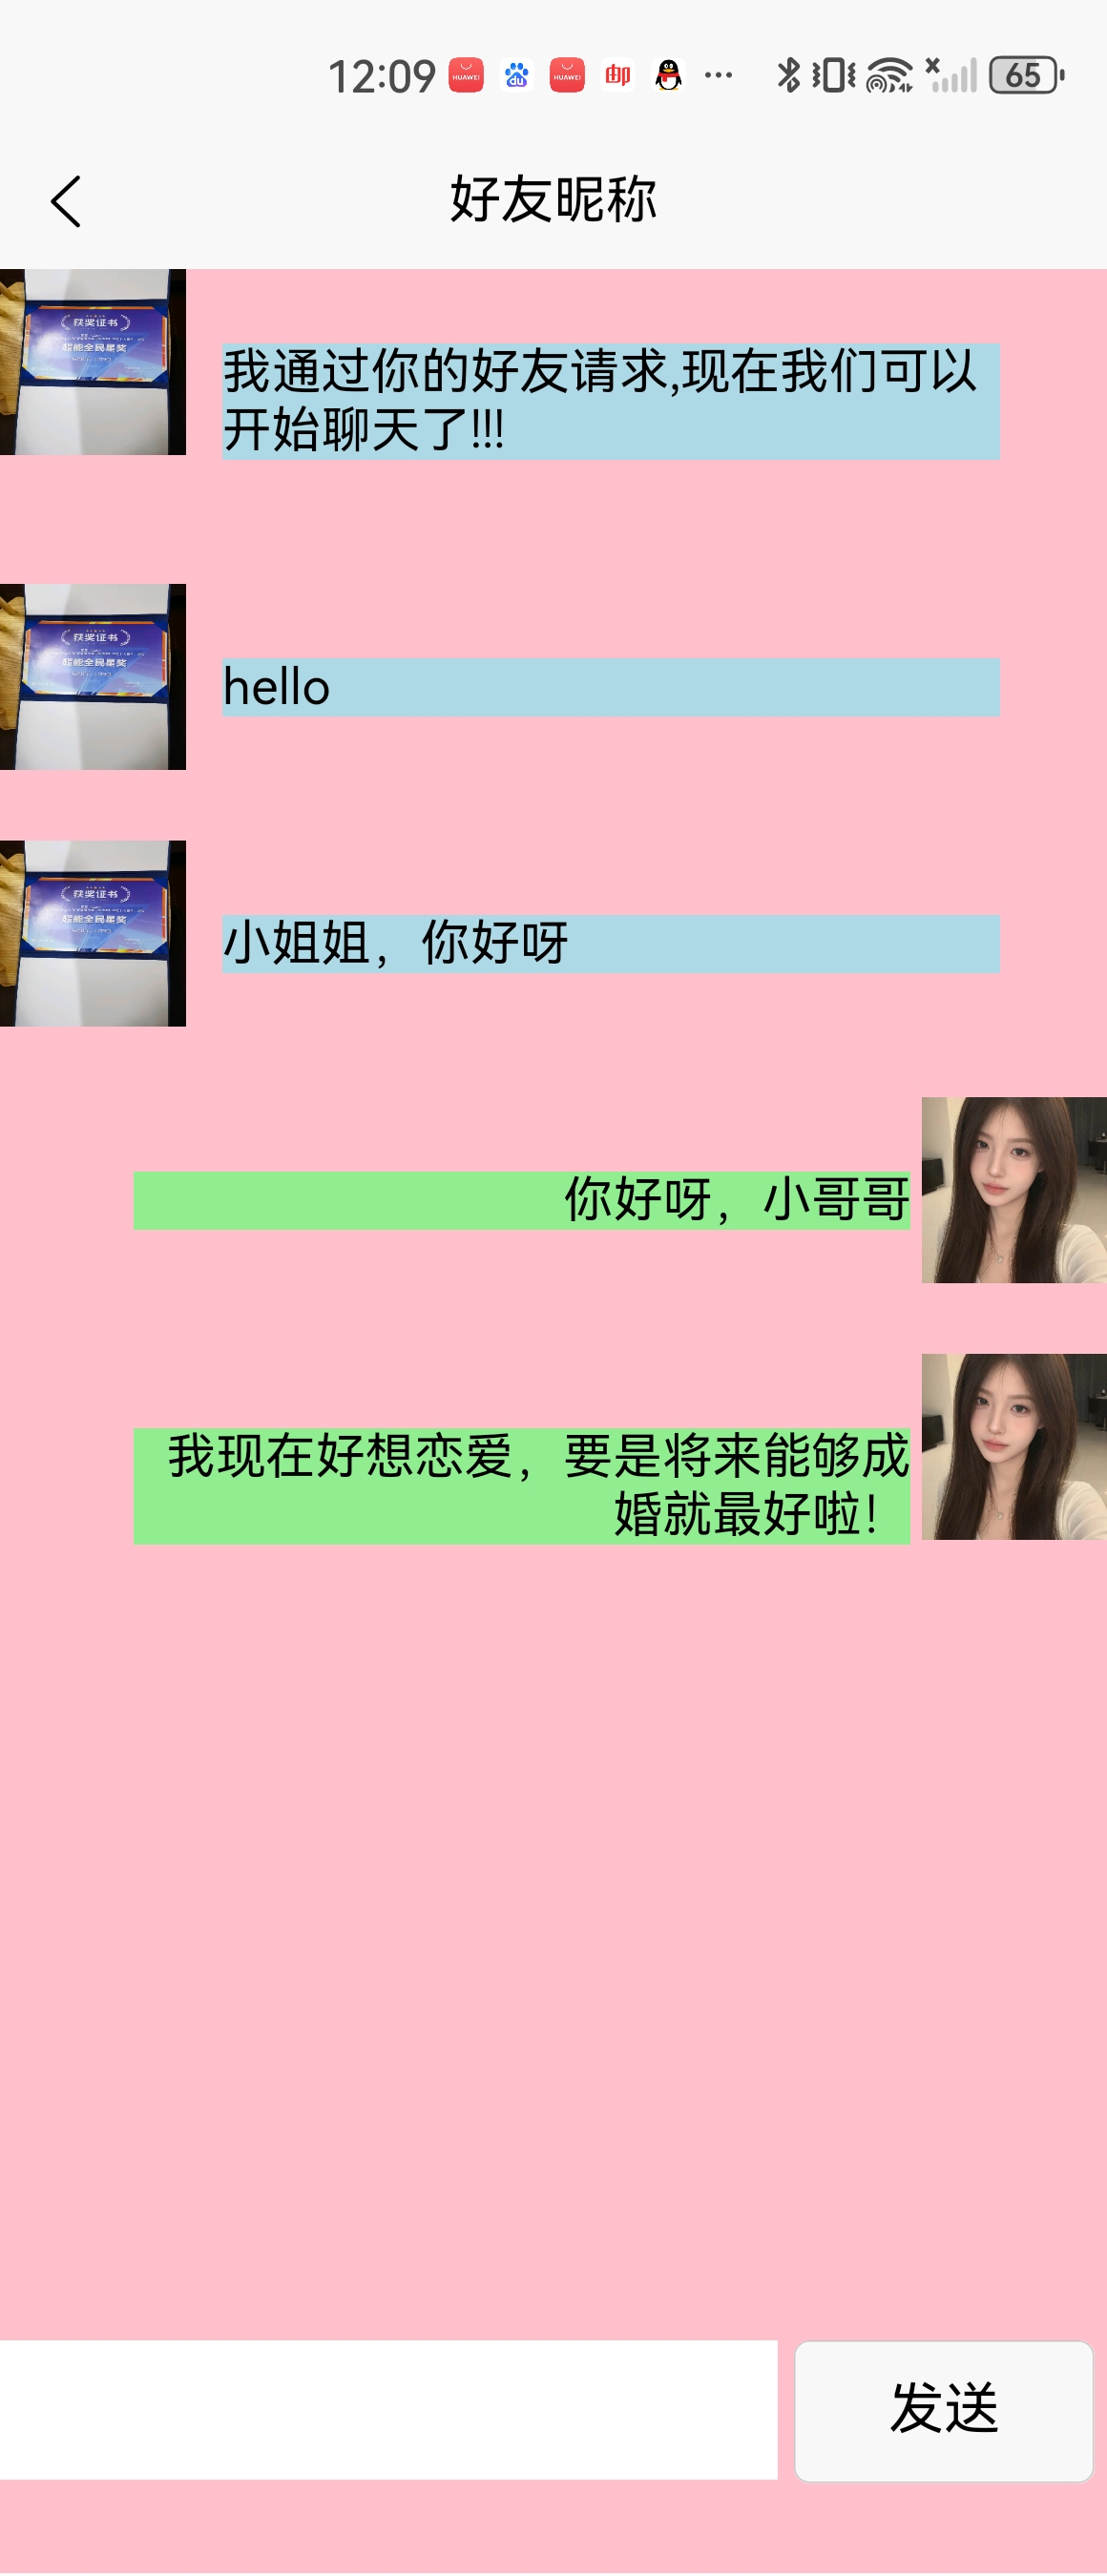 12:09 HUAWEI du HUAWEI 邮 65
好友昵称
获奖证书
超能全民星奖
我通过你的好友请求,现在我们可以
开始聊天了!!!
获奖证书
超能全民星奖
hello
获奖证书
超能全民星奖
小姐姐，你好呀
你好呀，小哥哥
我现在好想恋爱，要是将来能够成
婚就最好啦！
发送